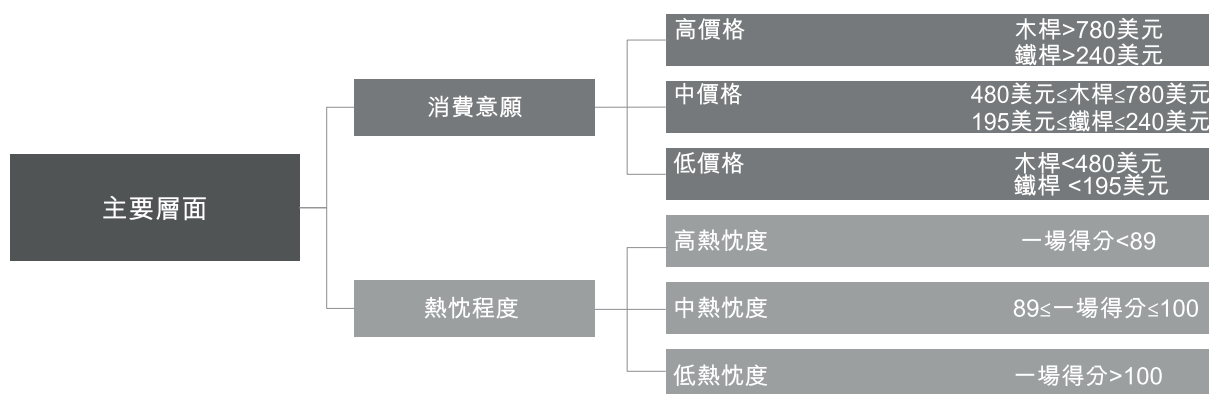 主要層面
消費意願
高價格
木桿>780美元
鐵桿>240美元
中價格
480美元≤木桿≤780美元
195美元≤鐵桿≤240美元
低價格
木桿<480美元
鐵桿 <195美元
熱忱程度
高熱忱度
一場得分<89
中熱忱度
89≤一場得分≤100
低熱忱度
一場得分>100